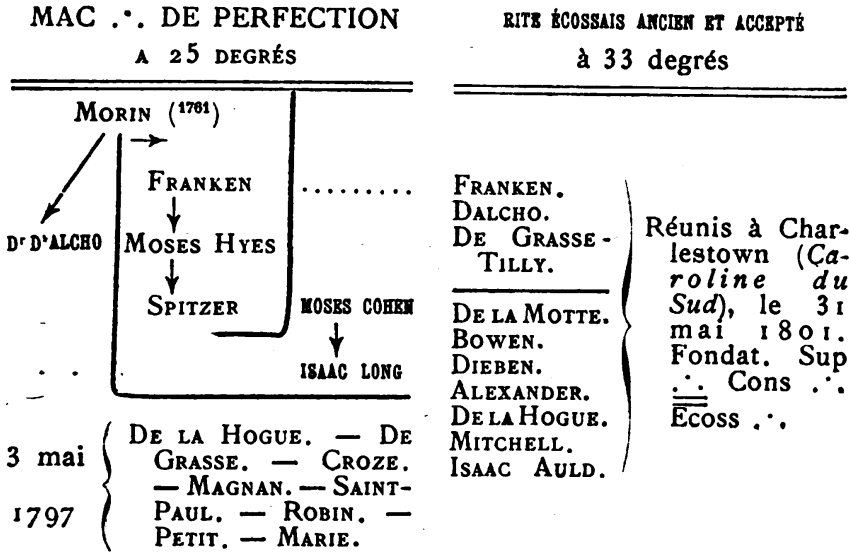 MAC .·. DE PERFECTION
A 25 DEGRÉS
MORIN (1761)
FRANKEN ..........
Dr D'ALCHO MOSES HYES
SPITZER
MOSES COHEN
ISAAC LONG
3 mai
1797
DE LA HOGUE. — DE
GRASSE. — CROZE.
— MAGNAN. — SAINT-
PAUL. — ROBIN. —
PETIT. — MARIE.
RITE ÉCOSSAIS ANCIEN ET ACCEPTÉ
à 33 degrés
FRANKEN.
DALCHO.
DE GRASSE-
TILLY.
DE LA MOTTE.
BOWEN.
DIEBEN.
ALEXANDER.
DE LA HOGUE.
MITCHELL.
ISAAC AULD.
Réunis à Char-
lestown (Ca-
roline du
Sud), le 31
mai 1801.
Fondat. Sup
.·. Cons .·.
Ecoss .·.